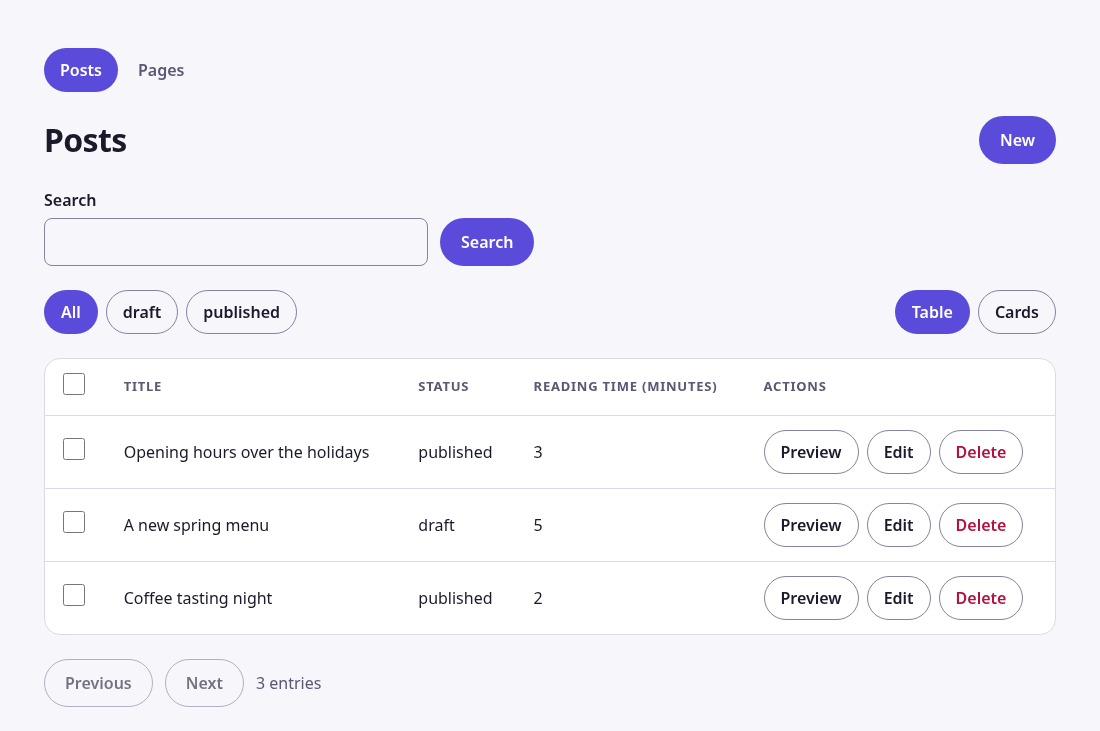 Posts Pages
Posts New
Search
Search
All draft published Table Cards
TITLE STATUS READING TIME (MINUTES) ACTIONS
Opening hours over the holidays published 3 Preview Edit Delete
A new spring menu draft 5 Preview Edit Delete
Coffee tasting night published 2 Preview Edit Delete
Previous Next 3 entries